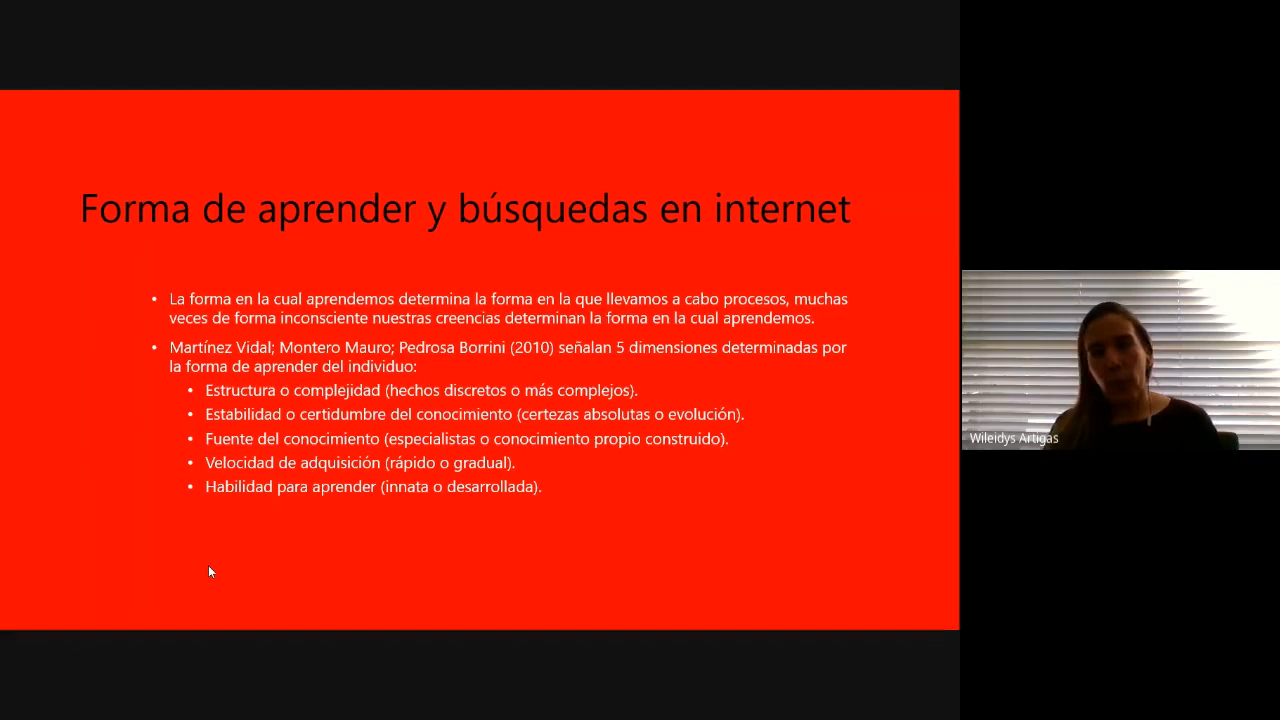 Forma de aprender y búsquedas en internet
• La forma en la cual aprendemos determina la forma en la que llevamos a cabo procesos, muchas
veces de forma inconsciente nuestras creencias determinan la forma en la cual aprendemos.
• Martínez Vidal; Montero Mauro; Pedrosa Borrini (2010) señalan 5 dimensiones determinadas por
la forma de aprender del individuo:
• Estructura o complejidad (hechos discretos o más complejos).
• Estabilidad o certidumbre del conocimiento (certezas absolutas o evolución).
• Fuente del conocimiento (especialistas o conocimiento propio construido).
• Velocidad de adquisición (rápido o gradual).
• Habilidad para aprender (innata o desarrollada).
Wileidys Artigas